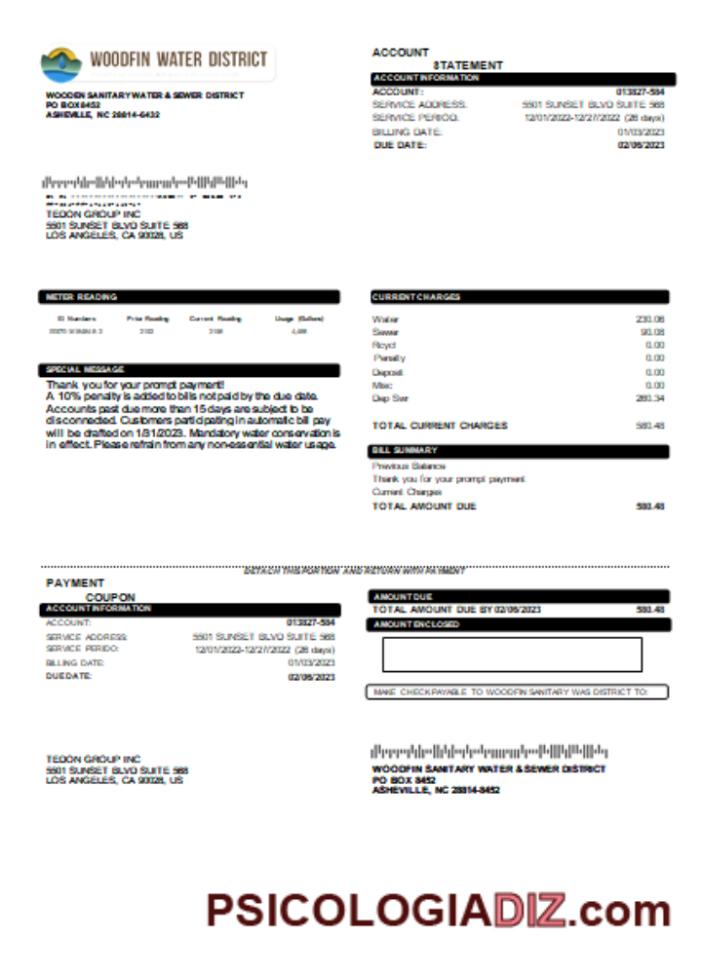 WOODFIN WATER DISTRICT
WOODEN SANITARY WATER & SEWER DISTRICT
PO BOX 8452
ASHEVILLE, NC 28814-6432
ACCOUNT
STATEMENT
ACCOUNT INFORMATION
ACCOUNT: 013827-584
SERVICE ADDRESS: 5501 SUNSET BLVD SUITE 568
SERVICE PERIOD: 12/01/2022-12/27/2022 (26 days)
BILLING DATE: 01/03/2023
DUE DATE: 02/06/2023
TEDON GROUP INC
5501 SUNSET BLVD SUITE 568
LOS ANGELES, CA 90028, US
METER READING
ID Numbers Prior Reading Current Reading Usage (Gallons)
SPECIAL MESSAGE
Thank you for your prompt payment!
A 10% penalty is added to bills not paid by the due date.
Accounts past due more than 15 days are subject to be
disconnected. Customers participating in automatic bill pay
will be drafted on 1/31/2023. Mandatory water conservation is
in effect. Please refrain from any non-essential water usage.
CURRENT CHARGES
Water 230.06
Sewer 90.08
Rcycl 0.00
Penalty 0.00
Deposit 0.00
Misc 0.00
Dep Swr 260.34
TOTAL CURRENT CHARGES 580.48
BILL SUMMARY
Previous Balance
Thank you for your prompt payment
Current Charges
TOTAL AMOUNT DUE 580.48
DETACH THIS PORTION AND RETURN WITH PAYMENT
PAYMENT
COUPON
ACCOUNT INFORMATION
ACCOUNT: 013827-584
SERVICE ADDRESS: 5501 SUNSET BLVD SUITE 568
SERVICE PERIDO: 12/01/2022-12/27/2022 (26 days)
BILLING DATE: 01/03/2023
DUE DATE: 02/06/2023
AMOUNT DUE
TOTAL AMOUNT DUE BY 02/06/2023 580.48
AMOUNT ENCLOSED
MAKE CHECK PAYABLE TO WOODFIN SANITARY WAS DISTRICT TO:
TEDON GROUP INC
5501 SUNSET BLVD SUITE 568
LOS ANGELES, CA 90028, US
WOODFIN SANITARY WATER & SEWER DISTRICT
PO BOX 8452
ASHEVILLE, NC 28814-8452
PSICOLOGIADIZ.com